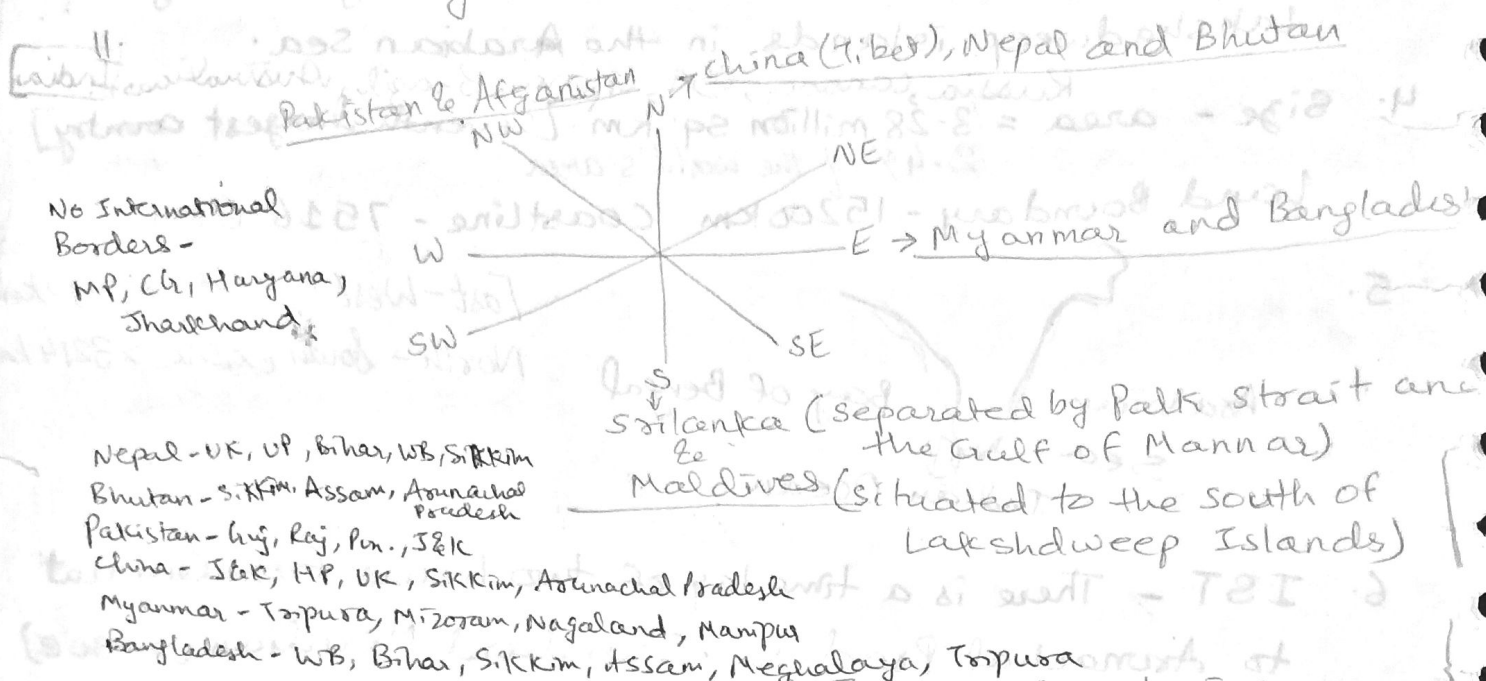 11.
China (Tibet), Nepal and Bhutan
Pakistan & Afganistan
N
NW
NE
No International
Borders -
MP, CG, Haryana,
Jharkhand
W
E → Myanmar and Banglades
SW
SE
S
Srilanka (separated by Palk Strait and
& the Gulf of Mannar)
Maldives (situated to the south of
Lakshdweep Islands)
Nepal - UK, UP, Bihar, WB, Sikkim
Bhutan - Sikkim, Assam, Arunachal
Pradesh
Pakistan - Guj, Raj, Pun., J&K
China - J&K, HP, UK, Sikkim, Arunachal Pradesh
Myanmar - Tripura, Mizoram, Nagaland, Manipur
Bangladesh - WB, Bihar, Sikkim, Assam, Meghalaya, Tripura